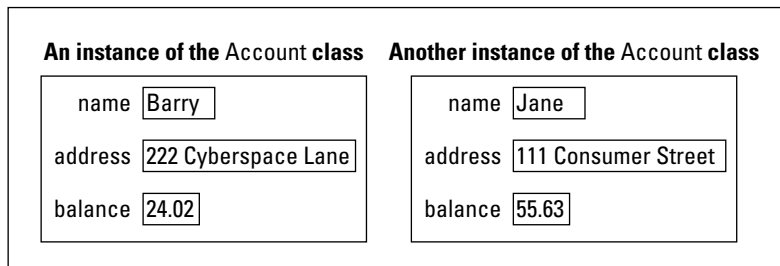 An instance of the Account class
name Barry
address 222 Cyberspace Lane
balance 24.02
Another instance of the Account class
name Jane
address 111 Consumer Street
balance 55.63